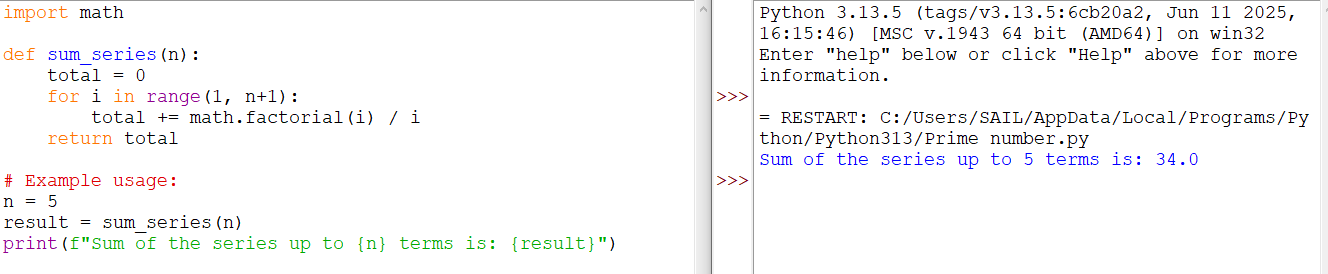 import math

def sum_series(n):
    total = 0
    for i in range(1, n+1):
        total += math.factorial(i) / i
    return total

# Example usage:
n = 5
result = sum_series(n)
print(f"Sum of the series up to {n} terms is: {result}")
Python 3.13.5 (tags/v3.13.5:6cb20a2, Jun 11 2025,
16:15:46) [MSC v.1943 64 bit (AMD64)] on win32
Enter "help" below or click "Help" above for more
information.
>>>
= RESTART: C:/Users/SAIL/AppData/Local/Programs/Py
thon/Python313/Prime number.py
Sum of the series up to 5 terms is: 34.0
>>>